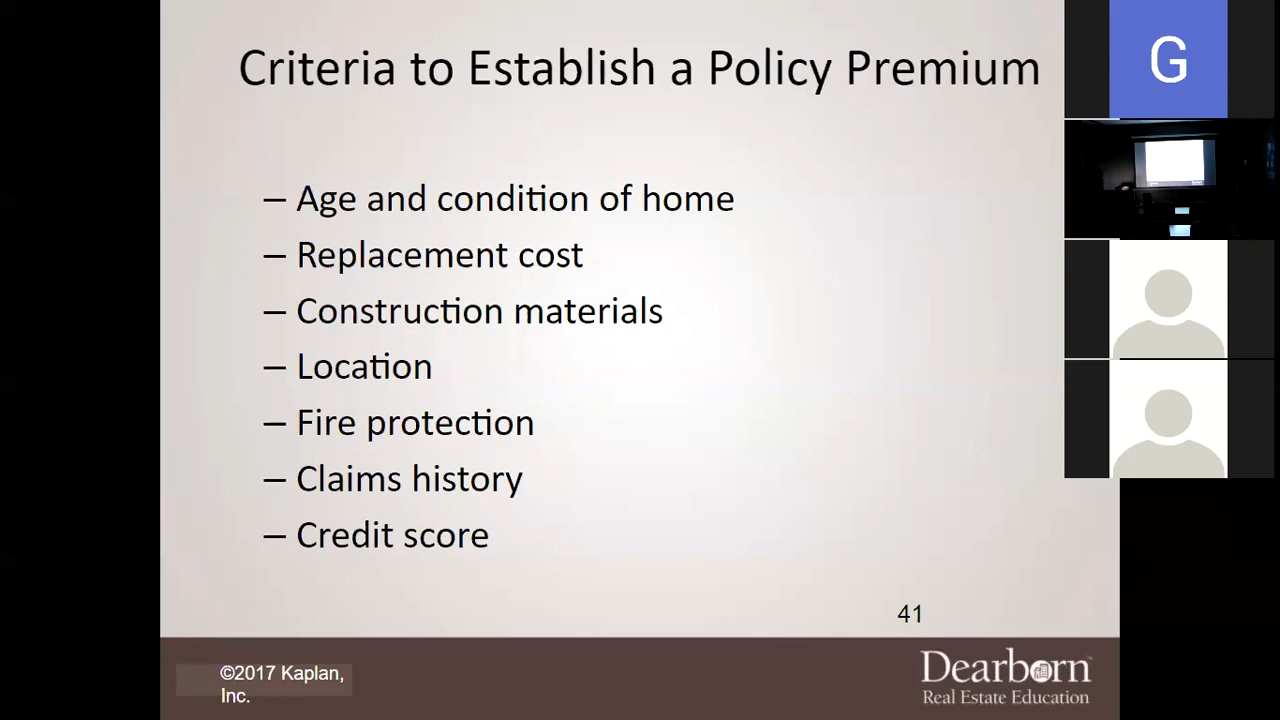 Criteria to Establish a Policy Premium
G
– Age and condition of home
– Replacement cost
– Construction materials
– Location
– Fire protection
– Claims history
– Credit score
41
©2017 Kaplan,
Inc.
Dearborn™
Real Estate Education